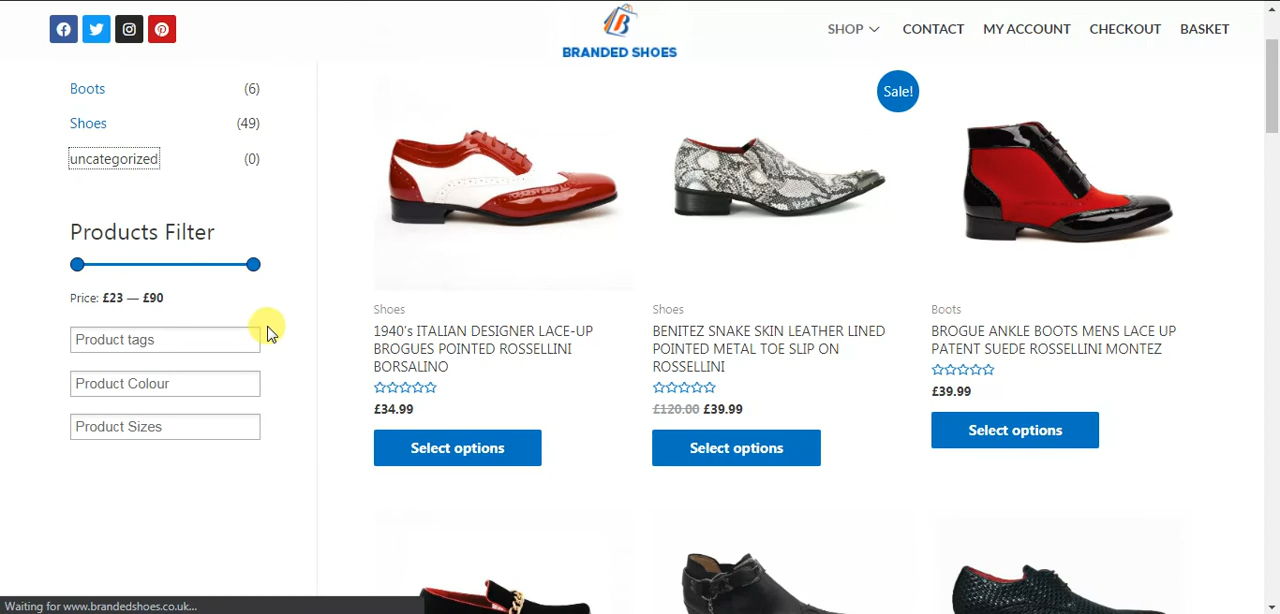 B
BRANDED SHOES
SHOP
CONTACT
MY ACCOUNT
CHECKOUT
BASKET
Boots (6)
Shoes (49)
uncategorized (0)
Products Filter
Price: £23 — £90
Product tags
Product Colour
Product Sizes
Shoes
1940's ITALIAN DESIGNER LACE-UP
BROGUES POINTED ROSSELLINI
BORSALINO
£34.99
Select options
Sale!
Shoes
BENITEZ SNAKE SKIN LEATHER LINED
POINTED METAL TOE SLIP ON
ROSSELLINI
£120.00 £39.99
Select options
Boots
BROGUE ANKLE BOOTS MENS LACE UP
PATENT SUEDE ROSSELLINI MONTEZ
£39.99
Select options
Waiting for www.brandedshoes.co.uk...